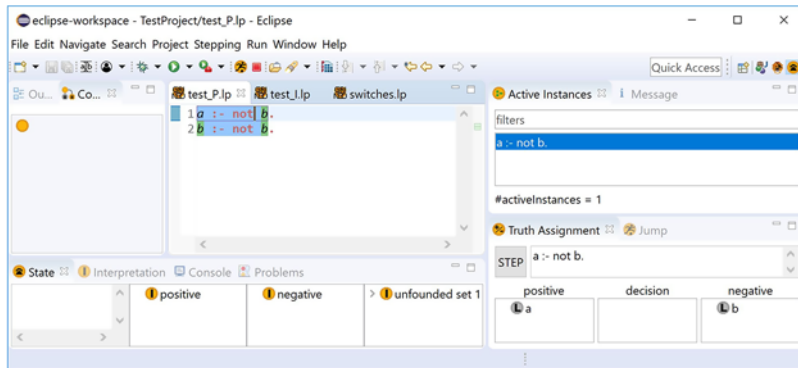 eclipse-workspace - TestProject/test_P.lp - Eclipse
File Edit Navigate Search Project Stepping Run Window Help
Quick Access
Ou... Co... test_P.lp test_I.lp switches.lp
1 a :- not b.
2 b :- not b.
Active Instances i Message
filters
a :- not b.
#activeInstances = 1
Truth Assignment Jump
STEP a :- not b.
positive decision negative
L a L b
State Interpretation Console Problems
positive negative > unfounded set 1